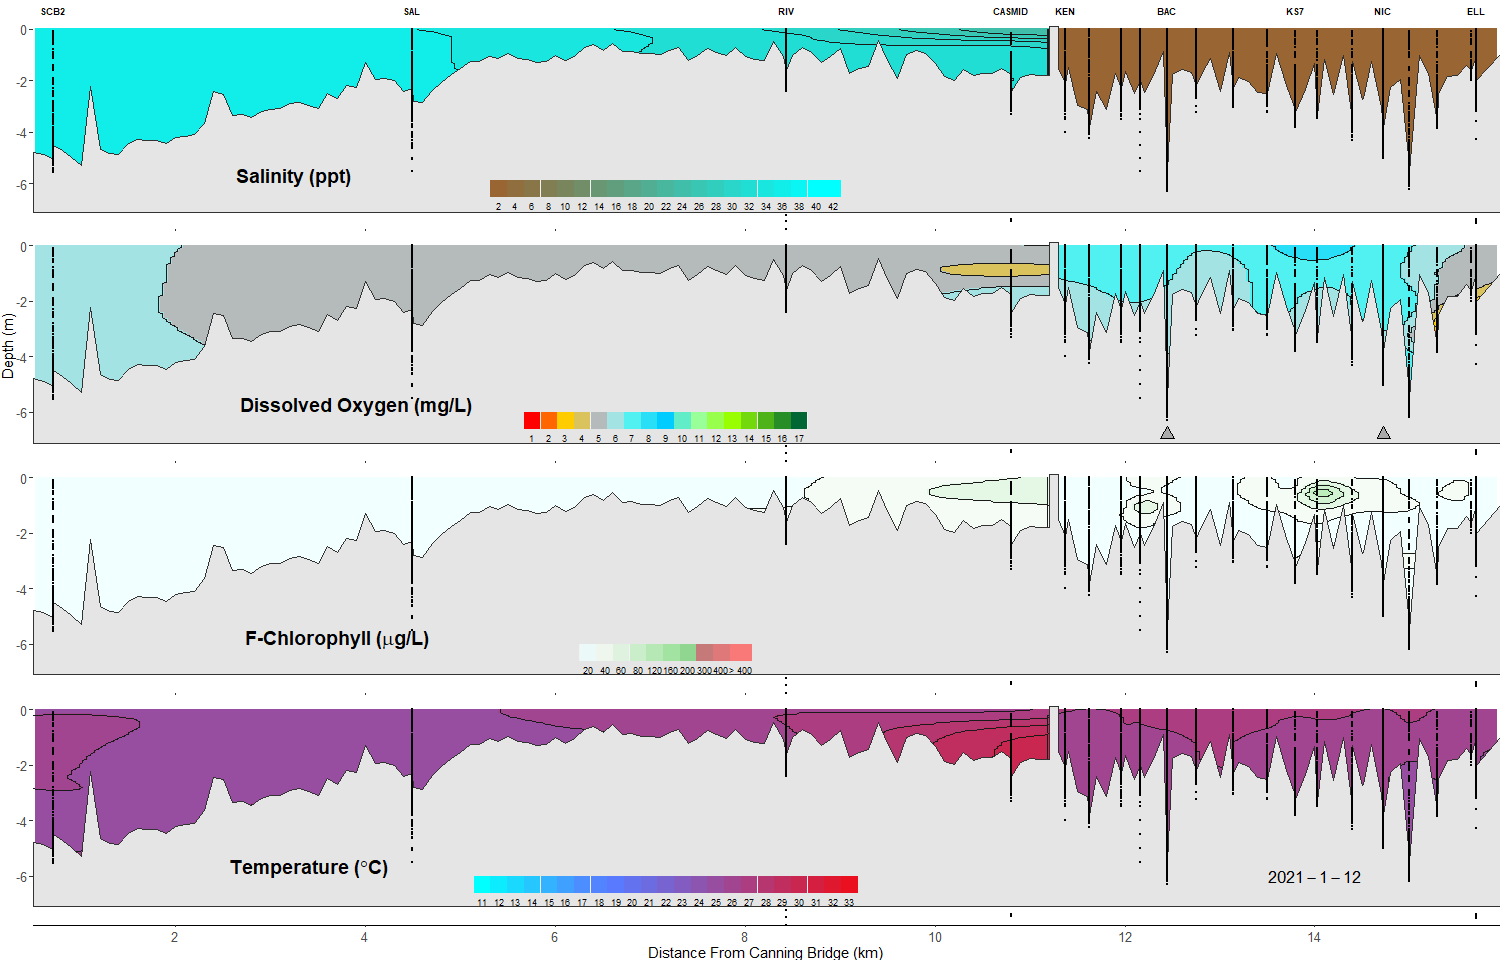 SCB2 SAL RIV CASMID KEN BAC KS7 NIC ELL
0
-2
-4
-6
Salinity (ppt)
2 4 6 8 10 12 14 16 18 20 22 24 26 28 30 32 34 36 38 40 42
0
-2
-4
-6
Depth (m)
Dissolved Oxygen (mg/L)
1 2 3 4 5 6 7 8 9 10 11 12 13 14 15 16 17
0
-2
-4
-6
F-Chlorophyll (μg/L)
20 40 60 80 120 160 200 300 400 > 400
0
-2
-4
-6
Temperature (°C)
11 12 13 14 15 16 17 18 19 20 21 22 23 24 25 26 27 28 29 30 31 32 33
2021 – 1 – 12
2 4 6 8 10 12 14
Distance From Canning Bridge (km)